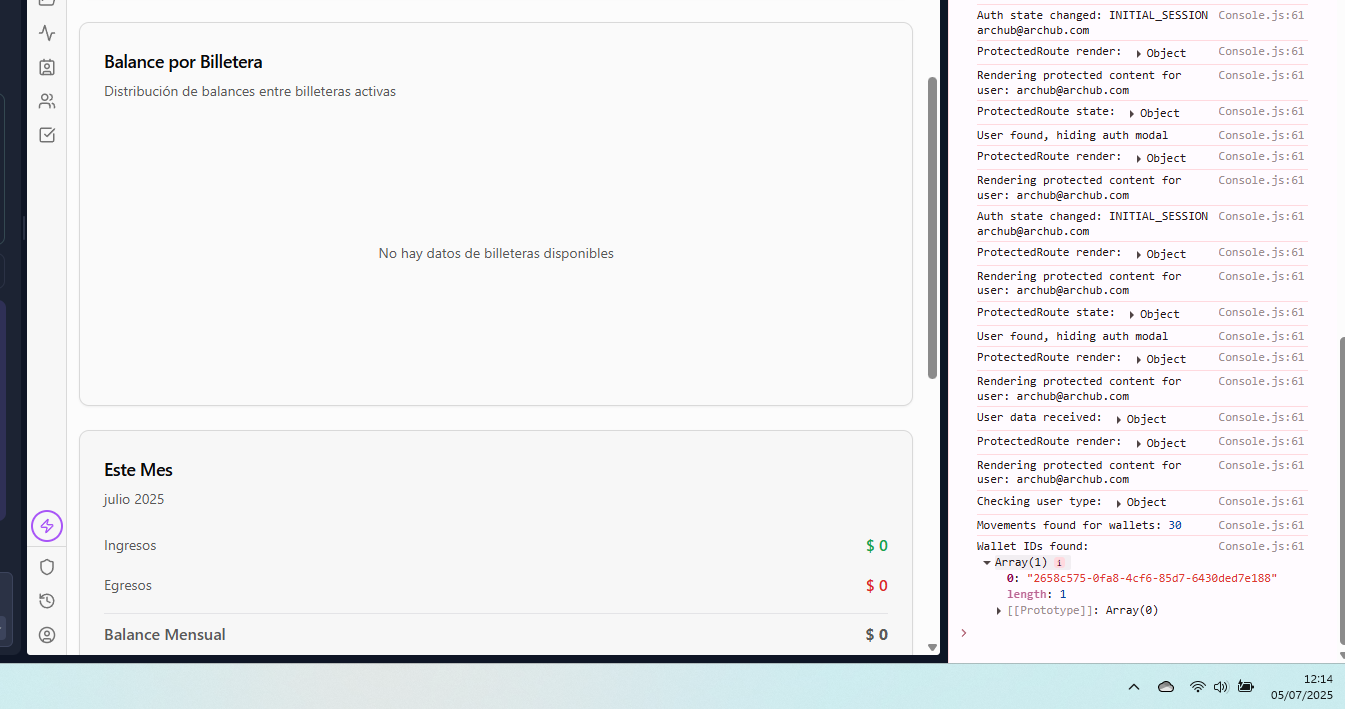 Balance por Billetera
Distribución de balances entre billeteras activas
No hay datos de billeteras disponibles
Este Mes
julio 2025
Ingresos $ 0
Egresos $ 0
Balance Mensual $ 0
Auth state changed: INITIAL_SESSION Console.js:61
archub@archub.com
ProtectedRoute render: Object Console.js:61
Rendering protected content for Console.js:61
user: archub@archub.com
ProtectedRoute state: Object Console.js:61
User found, hiding auth modal Console.js:61
ProtectedRoute render: Object Console.js:61
Rendering protected content for Console.js:61
user: archub@archub.com
Auth state changed: INITIAL_SESSION Console.js:61
archub@archub.com
ProtectedRoute render: Object Console.js:61
Rendering protected content for Console.js:61
user: archub@archub.com
ProtectedRoute state: Object Console.js:61
User found, hiding auth modal Console.js:61
ProtectedRoute render: Object Console.js:61
Rendering protected content for Console.js:61
user: archub@archub.com
User data received: Object Console.js:61
ProtectedRoute render: Object Console.js:61
Rendering protected content for Console.js:61
user: archub@archub.com
Checking user type: Object Console.js:61
Movements found for wallets: 30 Console.js:61
Wallet IDs found: Console.js:61
Array(1) i
0: "2658c575-0fa8-4cf6-85d7-6430ded7e188"
length: 1
[[Prototype]]: Array(0)
12:14
05/07/2025